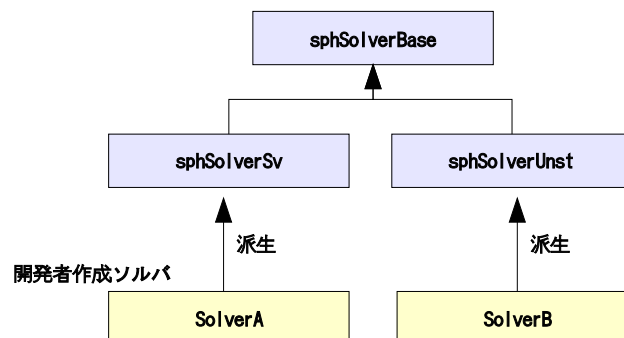 sphSolverBase
sphSolverSv
sphSolverUnst
派生
派生
開発者作成ソルバ
SolverA
SolverB